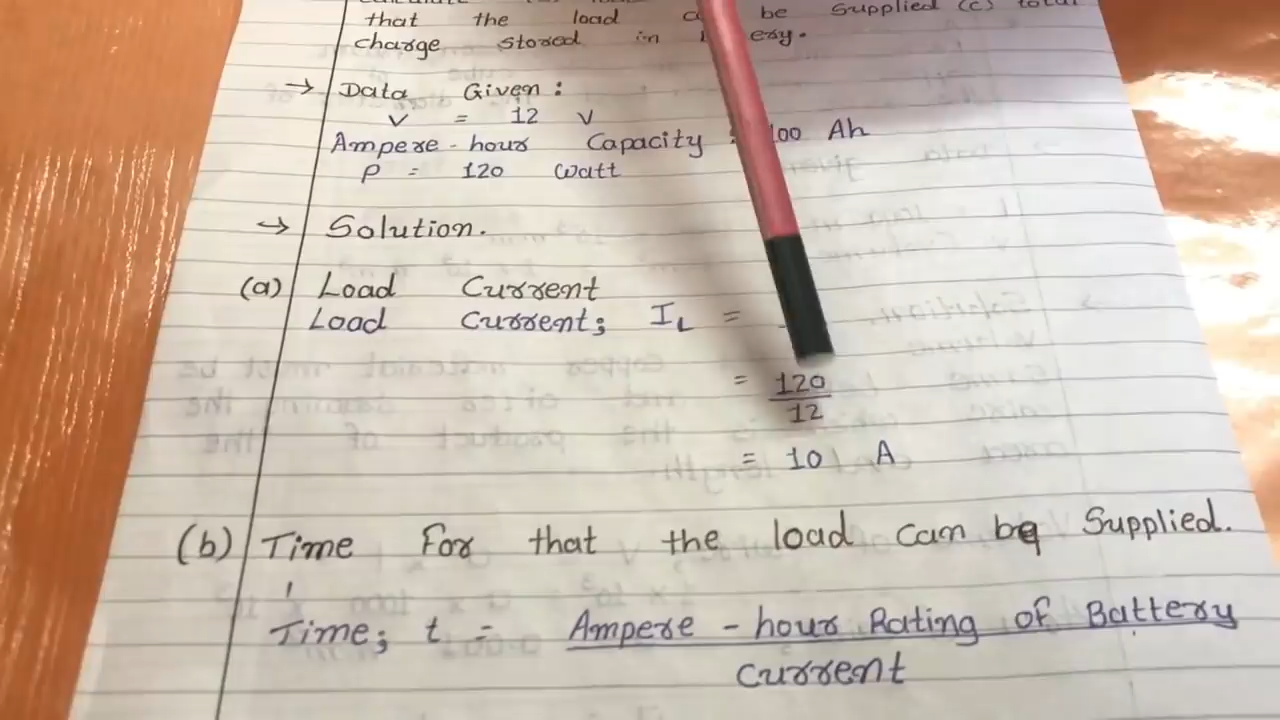 that the load be Supplied (c) total
charge stored in
→ Data Given :
V = 12 V
Ampere - hour Capacity : 100 Ah
P = 120 Watt
→ Solution.
(a) Load Current
Load Current; I_L =
= 120/12
= 10 A
(b) Time For that the load can be Supplied.
Time; t = Ampere - hour Rating of Battery
Current